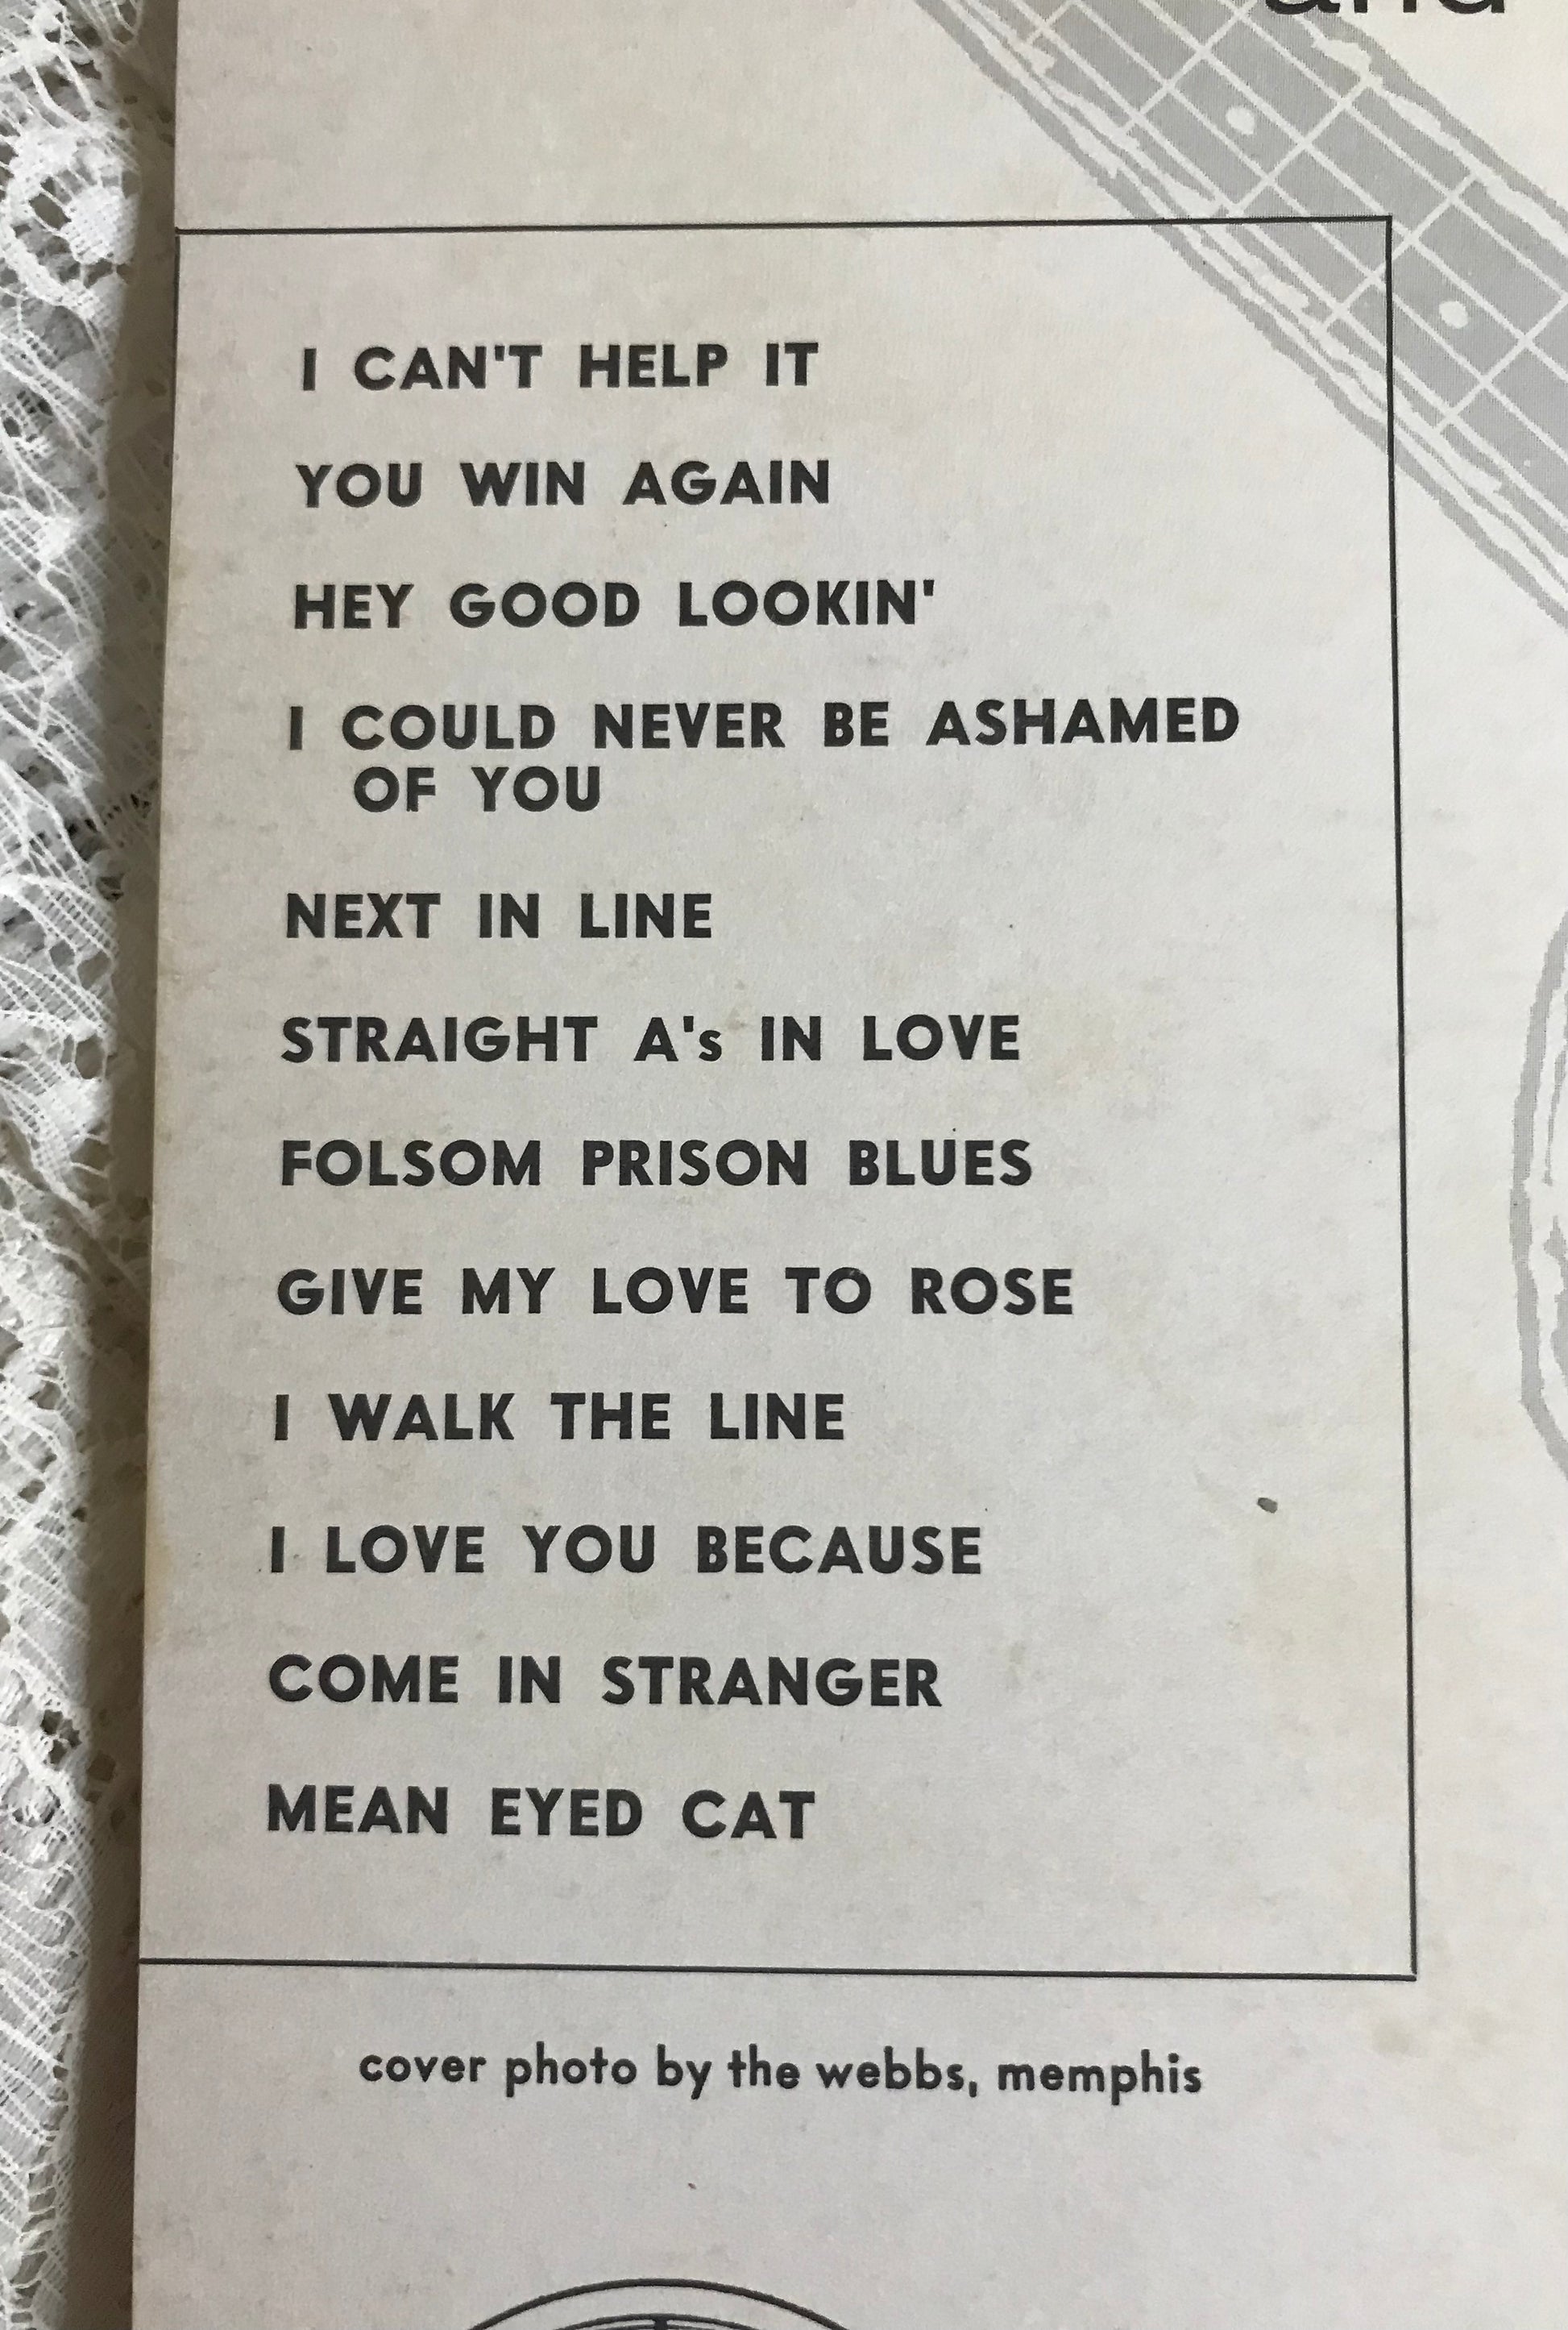 and
I CAN'T HELP IT
YOU WIN AGAIN
HEY GOOD LOOKIN'
I COULD NEVER BE ASHAMED
OF YOU
NEXT IN LINE
STRAIGHT A's IN LOVE
FOLSOM PRISON BLUES
GIVE MY LOVE TO ROSE
I WALK THE LINE
I LOVE YOU BECAUSE
COME IN STRANGER
MEAN EYED CAT
cover photo by the webbs, memphis